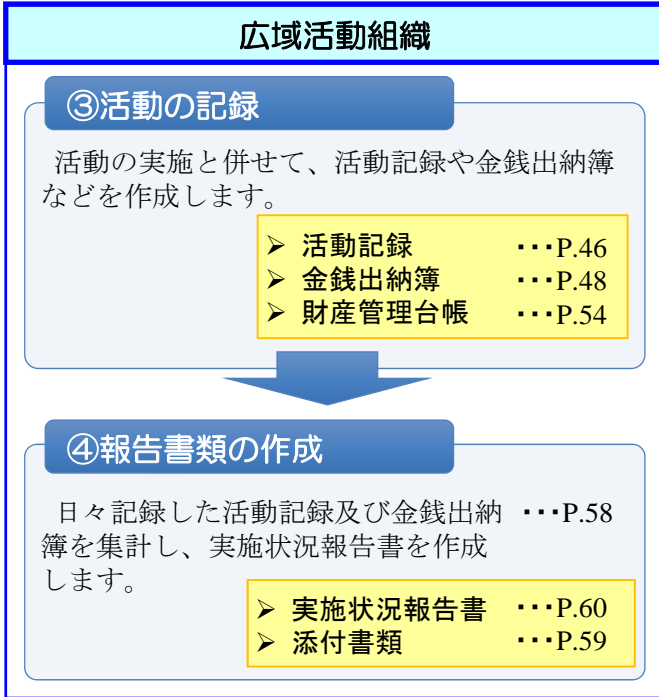 広域活動組織
③活動の記録
活動の実施と併せて、活動記録や金銭出納簿
などを作成します。
➢ 活動記録 ・・・P.46
➢ 金銭出納簿 ・・・P.48
➢ 財産管理台帳 ・・・P.54
④報告書類の作成
日々記録した活動記録及び金銭出納 ・・・P.58
簿を集計し、実施状況報告書を作成
します。
➢ 実施状況報告書 ・・・P.60
➢ 添付書類 ・・・P.59